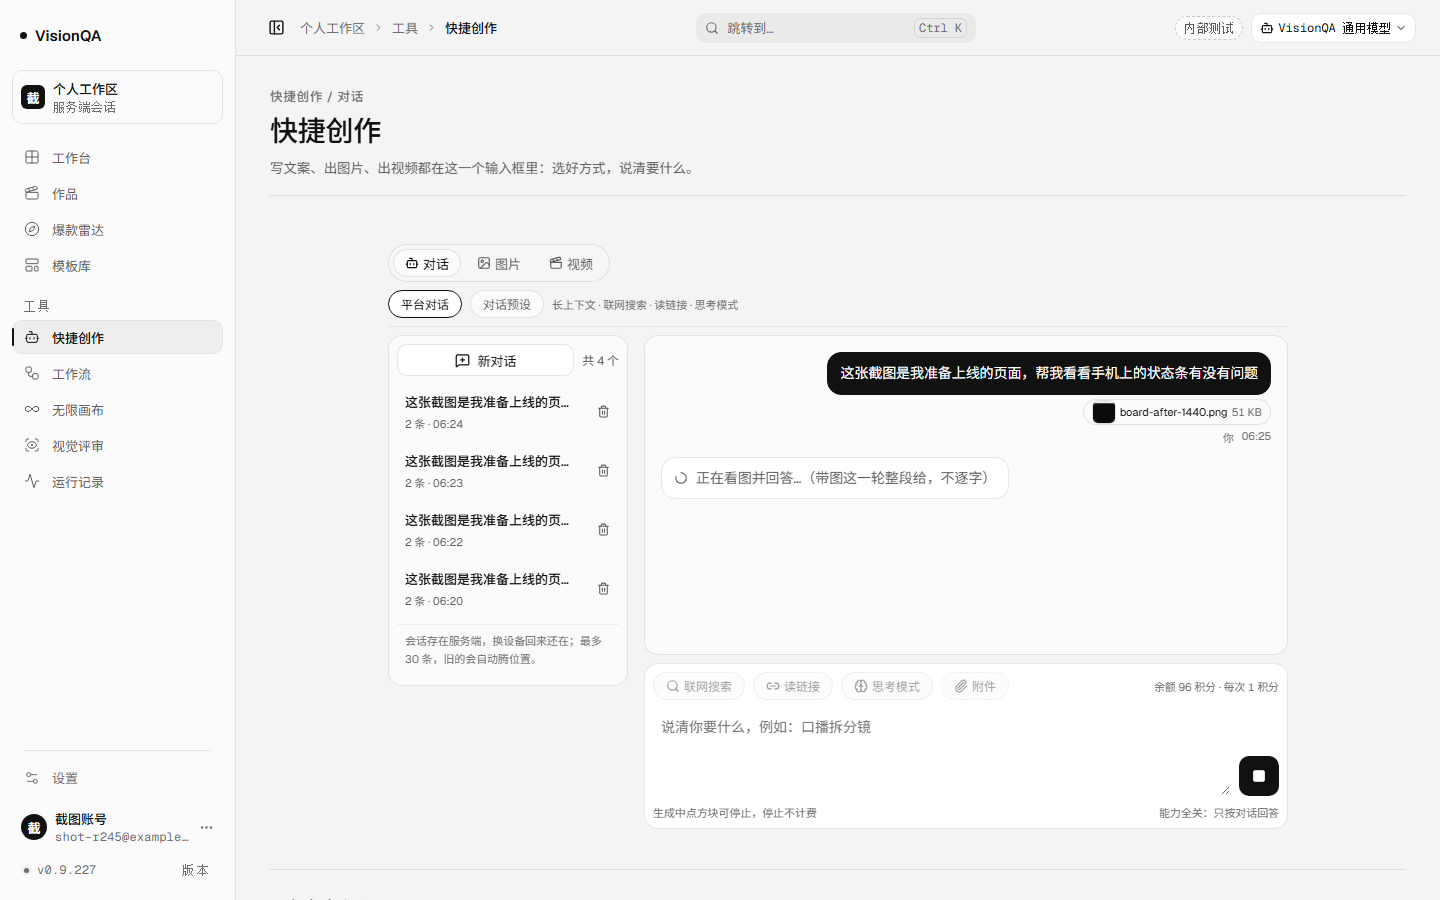 VisionQA
截 个人工作区
服务端会话
工作台
作品
爆款雷达
模板库
工具
快捷创作
工作流
无限画布
视觉评审
运行记录
设置
截 截图账号
shot-r245@example…
v0.9.227 版本
个人工作区 > 工具 > 快捷创作
跳转到… Ctrl K
内部测试
VisionQA 通用模型
快捷创作 / 对话
快捷创作
写文案、出图片、出视频都在这一个输入框里：选好方式，说清要什么。
对话 图片 视频
平台对话 对话预设 长上下文 · 联网搜索 · 读链接 · 思考模式
新对话 共 4 个
这张截图是我准备上线的页…
2 条 · 06:24
这张截图是我准备上线的页…
2 条 · 06:23
这张截图是我准备上线的页…
2 条 · 06:22
这张截图是我准备上线的页…
2 条 · 06:20
会话存在服务端，换设备回来还在；最多
30 条，旧的会自动腾位置。
这张截图是我准备上线的页面，帮我看看手机上的状态条有没有问题
board-after-1440.png 51 KB
你 06:25
正在看图并回答…（带图这一轮整段给，不逐字）
联网搜索 读链接 思考模式 附件 余额 96 积分 · 每次 1 积分
说清你要什么，例如：口播拆分镜
生成中点方块可停止，停止不计费 能力全关：只按对话回答